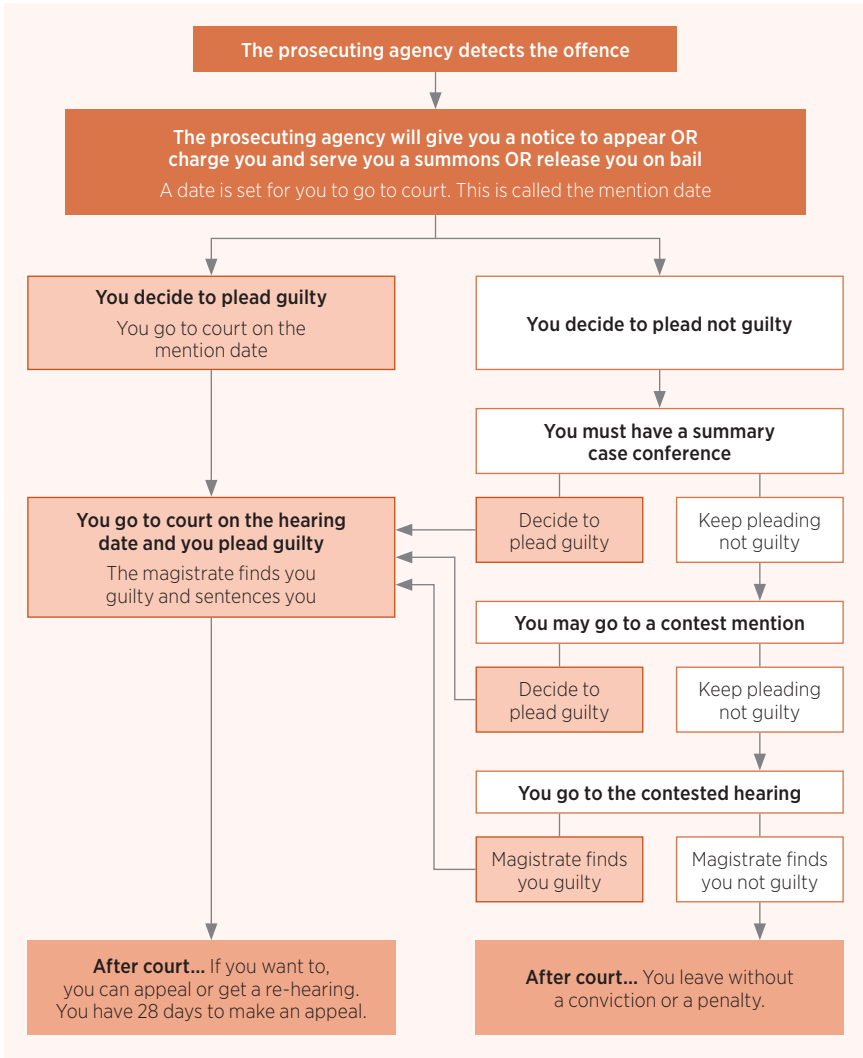 The prosecuting agency detects the offence
The prosecuting agency will give you a notice to appear OR
charge you and serve you a summons OR release you on bail
A date is set for you to go to court. This is called the mention date
You decide to plead guilty
You go to court on the
mention date
You decide to plead not guilty
You must have a summary
case conference
You go to court on the hearing
date and you plead guilty
The magistrate finds you
guilty and sentences you
Decide to
plead guilty
Keep pleading
not guilty
You may go to a contest mention
Decide to
plead guilty
Keep pleading
not guilty
You go to the contested hearing
Magistrate finds
you guilty
Magistrate finds
you not guilty
After court... If you want to,
you can appeal or get a re-hearing.
You have 28 days to make an appeal.
After court... You leave without
a conviction or a penalty.